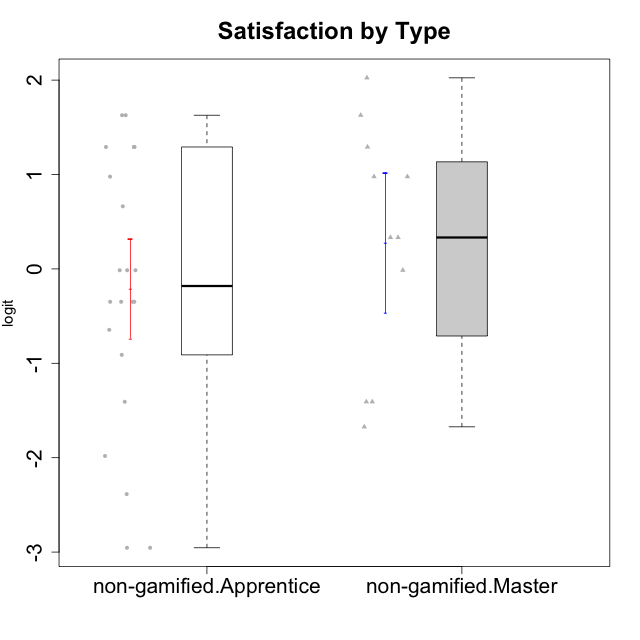 Satisfaction by Type
2
1
0
-1
-2
-3
logit
non-gamified.Apprentice
non-gamified.Master